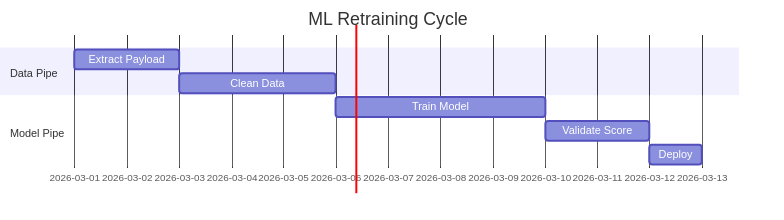 ML Retraining Cycle
Extract Payload
Data Pipe
Clean Data
Train Model
Model Pipe
Validate Score
Deploy
2026-03-01 2026-03-02 2026-03-03 2026-03-04 2026-03-05 2026-03-06 2026-03-07 2026-03-08 2026-03-09 2026-03-10 2026-03-11 2026-03-12 2026-03-13